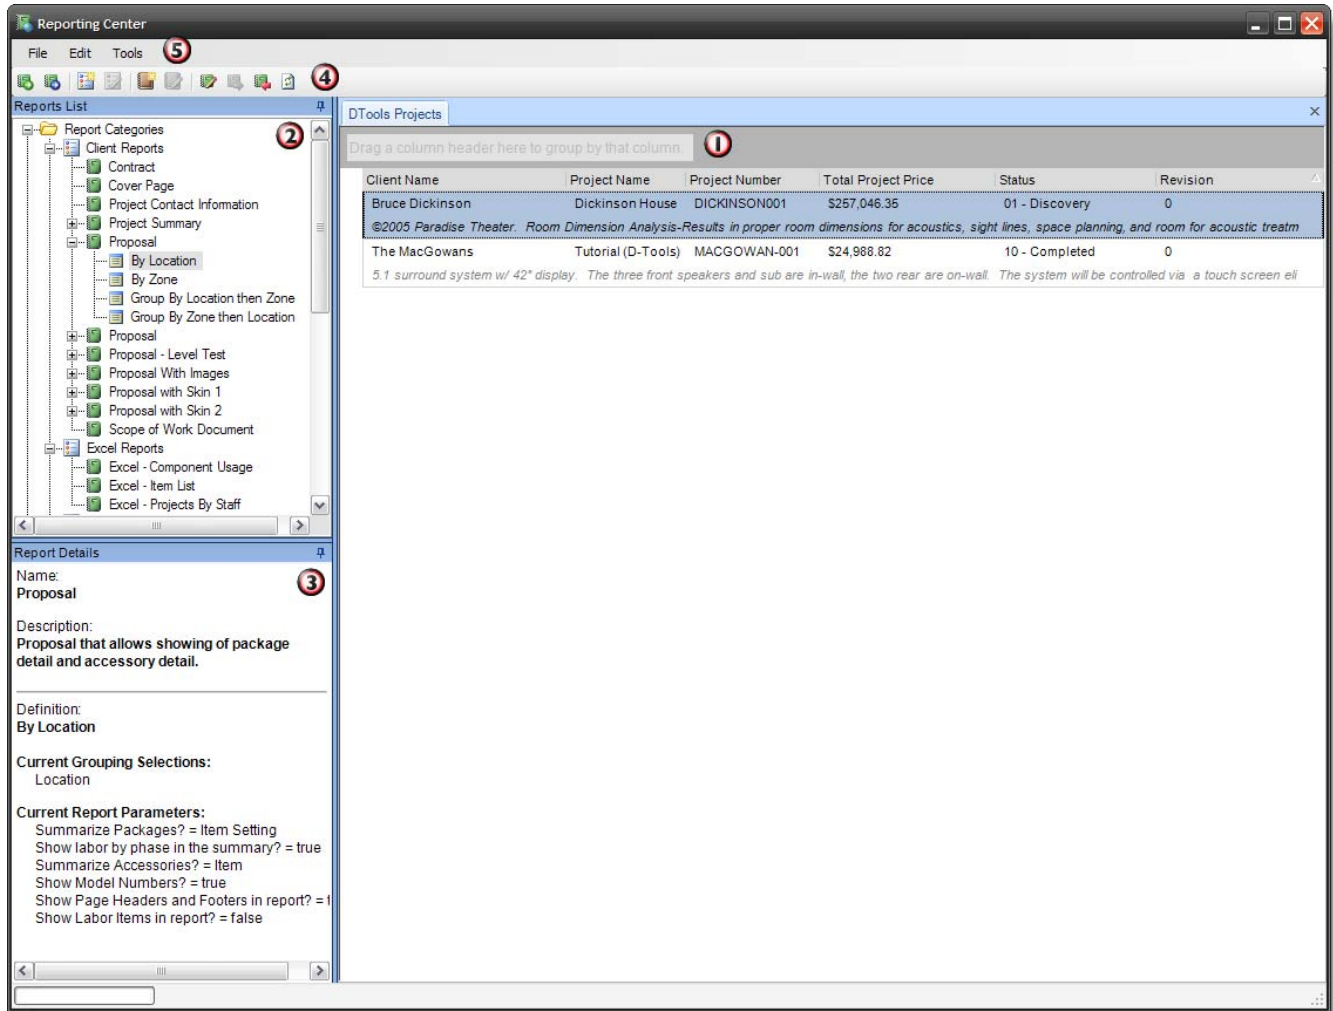 Reporting Center
File Edit Tools 5
4
Reports List
Report Categories 2
Client Reports
Contract
Cover Page
Project Contact Information
Project Summary
Proposal
By Location
By Zone
Group By Location then Zone
Group By Zone then Location
Proposal
Proposal - Level Test
Proposal With Images
Proposal with Skin 1
Proposal with Skin 2
Scope of Work Document
Excel Reports
Excel - Component Usage
Excel - Item List
Excel - Projects By Staff
Report Details
Name: 3
Proposal
Description:
Proposal that allows showing of package
detail and accessory detail.
Definition:
By Location
Current Grouping Selections:
Location
Current Report Parameters:
Summarize Packages? = Item Setting
Show labor by phase in the summary? = true
Summarize Accessories? = Item
Show Model Numbers? = true
Show Page Headers and Footers in report? =
Show Labor Items in report? = false
DTools Projects
Drag a column header here to group by that column. 1
Client Name Project Name Project Number Total Project Price Status Revision
Bruce Dickinson Dickinson House DICKINSON001 $257,046.35 01 - Discovery 0
©2005 Paradise Theater. Room Dimension Analysis-Results in proper room dimensions for acoustics, sight lines, space planning, and room for acoustic treatm
The MacGowans Tutorial (D-Tools) MACGOWAN-001 $24,988.82 10 - Completed 0
5.1 surround system w/ 42" display. The three front speakers and sub are in-wall, the two rear are on-wall. The system will be controlled via a touch screen eli